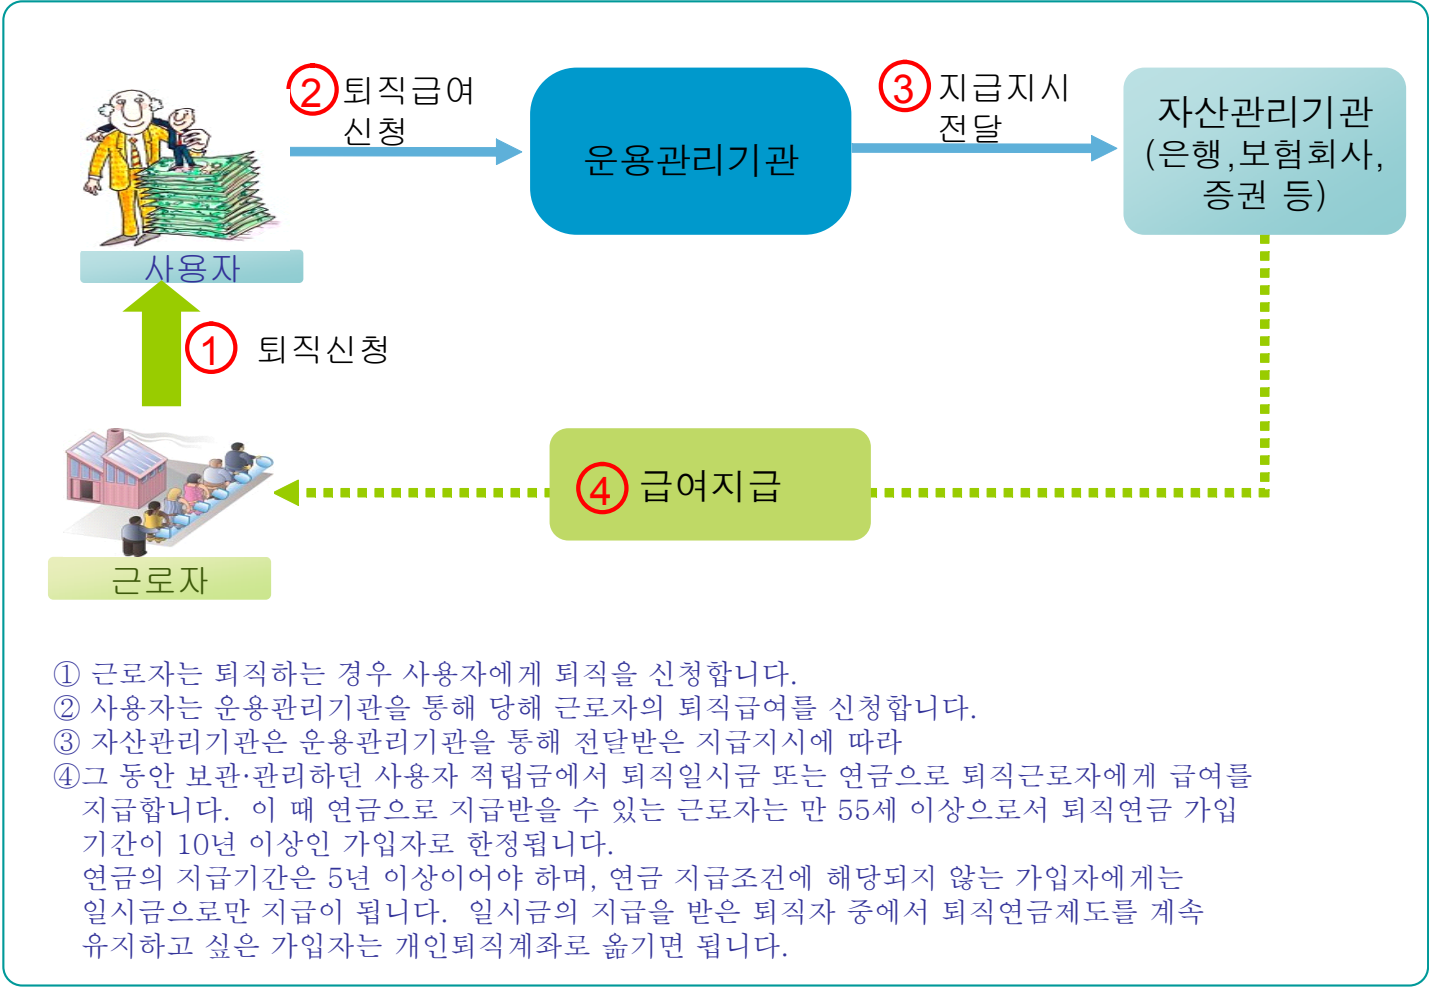 ② 퇴직급여
신청
③ 지급지시
전달
운용관리기관
자산관리기관
(은행,보험회사,
증권 등)
사용자
① 퇴직신청
④ 급여지급
근로자
① 근로자는 퇴직하는 경우 사용자에게 퇴직을 신청합니다.
② 사용자는 운용관리기관을 통해 당해 근로자의 퇴직급여를 신청합니다.
③ 자산관리기관은 운용관리기관을 통해 전달받은 지급지시에 따라
④그 동안 보관·관리하던 사용자 적립금에서 퇴직일시금 또는 연금으로 퇴직근로자에게 급여를
지급합니다. 이 때 연금으로 지급받을 수 있는 근로자는 만 55세 이상으로서 퇴직연금 가입
기간이 10년 이상인 가입자로 한정됩니다.
연금의 지급기간은 5년 이상이어야 하며, 연금 지급조건에 해당되지 않는 가입자에게는
일시금으로만 지급이 됩니다. 일시금의 지급을 받은 퇴직자 중에서 퇴직연금제도를 계속
유지하고 싶은 가입자는 개인퇴직계좌로 옮기면 됩니다.